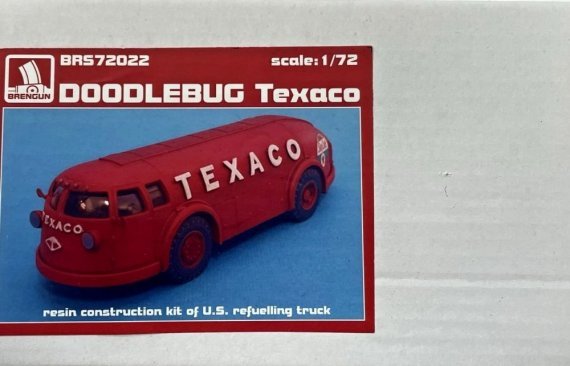 BRS72022
scale: 1/72
BRENGUN
DOODLEBUG Texaco
TEXACO
TEXACO
resin construction kit of U.S. refuelling truck